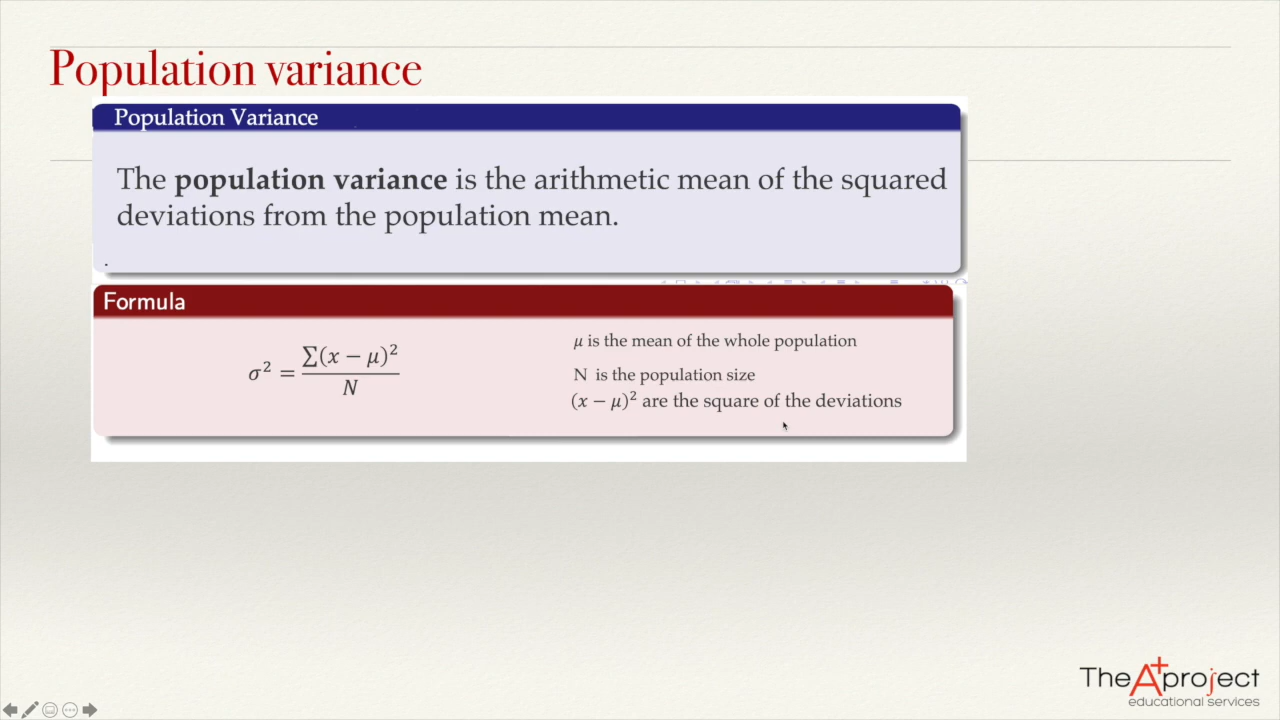 Population variance
Population Variance
The population variance is the arithmetic mean of the squared
deviations from the population mean.
.
Formula
σ² = ∑(x − μ)² / N
μ is the mean of the whole population
N is the population size
(x − μ)² are the square of the deviations
TheA+project
educational services